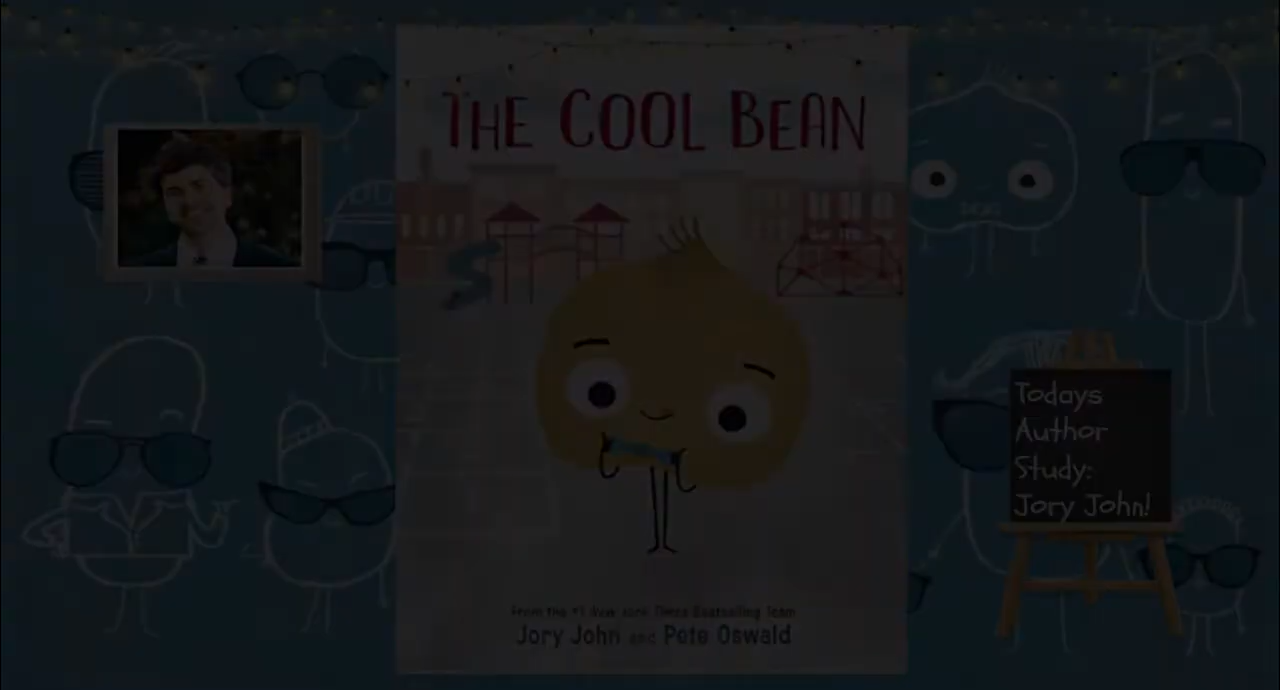 THE COOL BEAN
Todays
Author
Study:
Jory John!
From the #1 New York Times Bestselling Team
Jory John and Pete Oswald